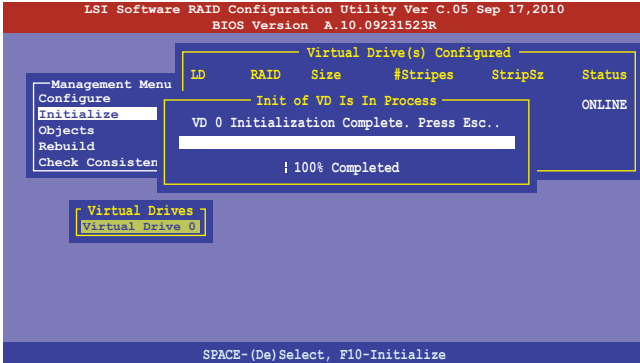 LSI Software RAID Configuration Utility Ver C.05 Sep 17,2010
BIOS Version A.10.09231523R
Virtual Drive(s) Configured
LD RAID Size #Stripes StripSz Status
ONLINE
Management Menu
Configure
Initialize
Objects
Rebuild
Check Consisten
Init of VD Is In Process
VD 0 Initialization Complete. Press Esc..
100% Completed
Virtual Drives
Virtual Drive 0
SPACE-(De)Select, F10-Initialize